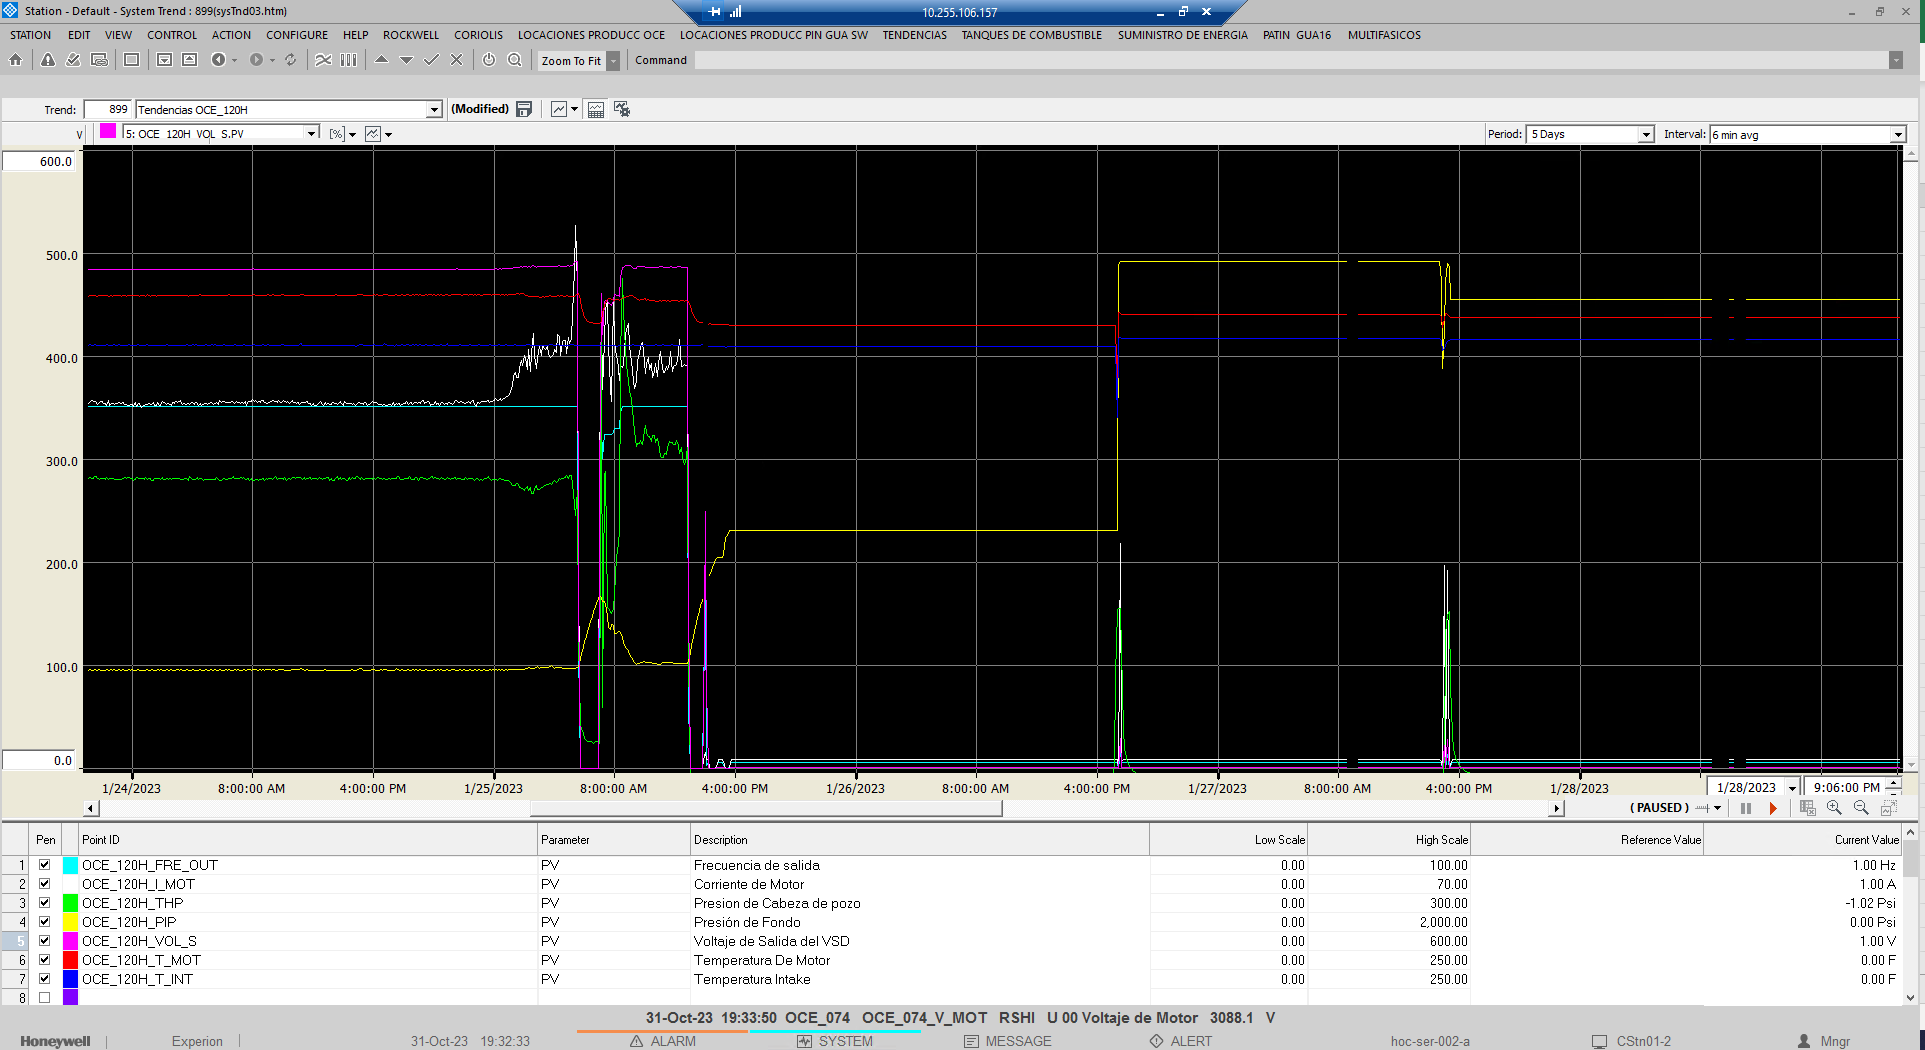 Station - Default - System Trend : 899(sysTnd03.htm)
10.255.106.157
STATION EDIT VIEW CONTROL ACTION CONFIGURE HELP ROCKWELL CORIOLIS LOCACIONES PRODUCC OCE LOCACIONES PRODUCC PIN GUA SW TENDENCIAS TANQUES DE COMBUSTIBLE SUMINISTRO DE ENERGIA PATIN GUA16 MULTIFASICOS
Zoom To Fit Command
Trend: 899 Tendencias OCE_120H (Modified)
V 5: OCE_120H_VOL_S.PV [%] Period: 5 Days Interval: 6 min avg
600.0
500.0
400.0
300.0
200.0
100.0
0.0
1/24/2023 8:00:00 AM 4:00:00 PM 1/25/2023 8:00:00 AM 4:00:00 PM 1/26/2023 8:00:00 AM 4:00:00 PM 1/27/2023 8:00:00 AM 4:00:00 PM 1/28/2023 1/28/2023 9:06:00 PM
(PAUSED)
Pen Point ID Parameter Description Low Scale High Scale Reference Value Current Value
1 OCE_120H_FRE_OUT PV Frecuencia de salida 0.00 100.00 1.00 Hz
2 OCE_120H_I_MOT PV Corriente de Motor 0.00 70.00 1.00 A
3 OCE_120H_THP PV Presion de Cabeza de pozo 0.00 300.00 -1.02 Psi
4 OCE_120H_PIP PV Presión de Fondo 0.00 2,000.00 0.00 Psi
5 OCE_120H_VOL_S PV Voltaje de Salida del VSD 0.00 600.00 1.00 V
6 OCE_120H_T_MOT PV Temperatura De Motor 0.00 250.00 0.00 F
7 OCE_120H_T_INT PV Temperatura Intake 0.00 250.00 0.00 F
8
31-Oct-23 19:33:50 OCE_074 OCE_074_V_MOT RSHI U 00 Voltaje de Motor 3088.1 V
Honeywell Experion 31-Oct-23 19:32:33 ALARM SYSTEM MESSAGE ALERT hoc-ser-002-a CStn01-2 Mngr